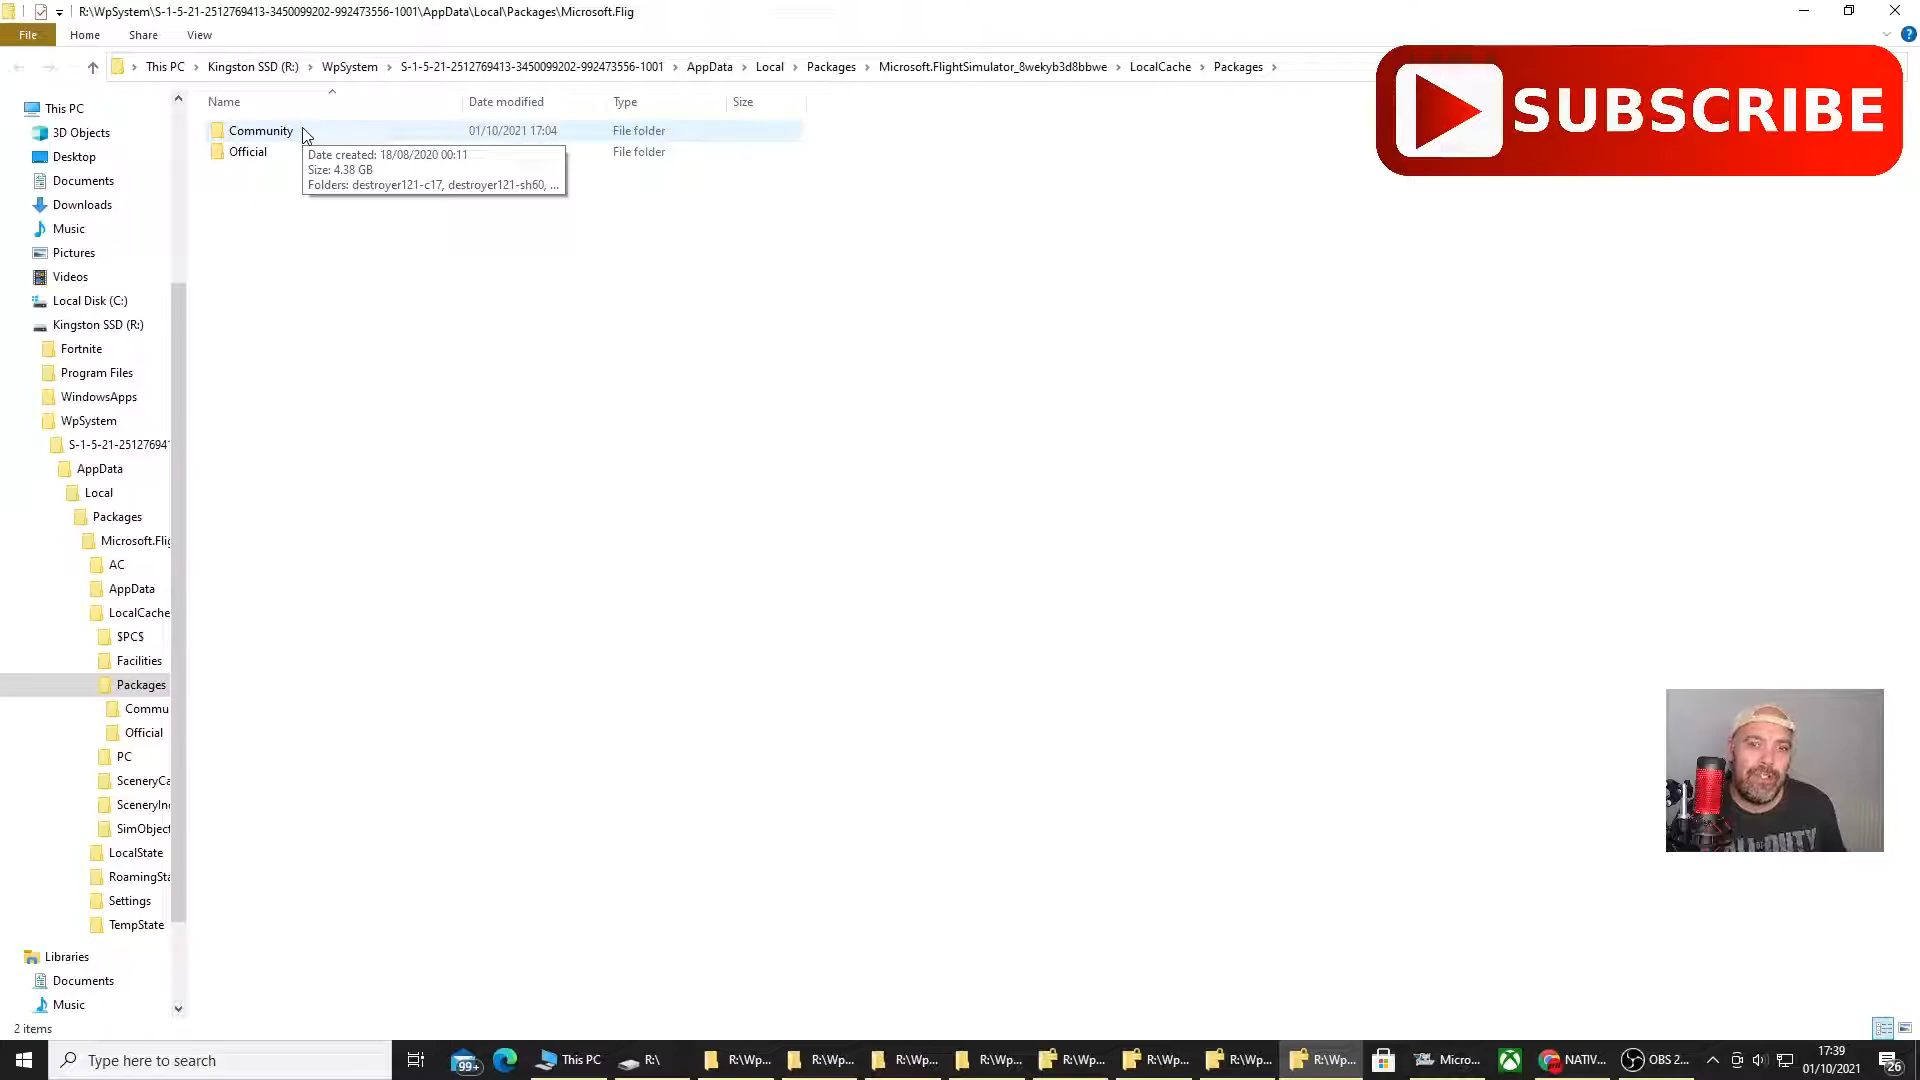 R:\WpSystem\S-1-5-21-2512769413-3450099202-992473556-1001\AppData\Local\Packages\Microsoft.Flig
File Home Share View
This PC Kingston SSD (R:) WpSystem S-1-5-21-2512769413-3450099202-992473556-1001 AppData Local Packages Microsoft.FlightSimulator_8wekyb3d8bbwe LocalCache Packages
SUBSCRIBE
Name Date modified Type Size
Community 01/10/2021 17:04 File folder
Official File folder
Date created: 18/08/2020 00:11
Size: 4.38 GB
Folders: destroyer121-c17, destroyer121-sh60, ...
This PC
3D Objects
Desktop
Documents
Downloads
Music
Pictures
Videos
Local Disk (C:)
Kingston SSD (R:)
Fortnite
Program Files
WindowsApps
WpSystem
S-1-5-21-25127694
AppData
Local
Packages
Microsoft.Flig
AC
AppData
LocalCache
$PC$
Facilities
Packages
Commu
Official
PC
SceneryCa
SceneryInd
SimObject
LocalState
RoamingSta
Settings
TempState
Libraries
Documents
Music
2 items
Type here to search
99+
This PC
R:\
R:\Wp...
R:\Wp...
R:\Wp...
R:\Wp...
R:\Wp...
R:\Wp...
R:\Wp...
R:\Wp...
Micro...
NATIV...
OBS 2...
17:39
01/10/2021
26